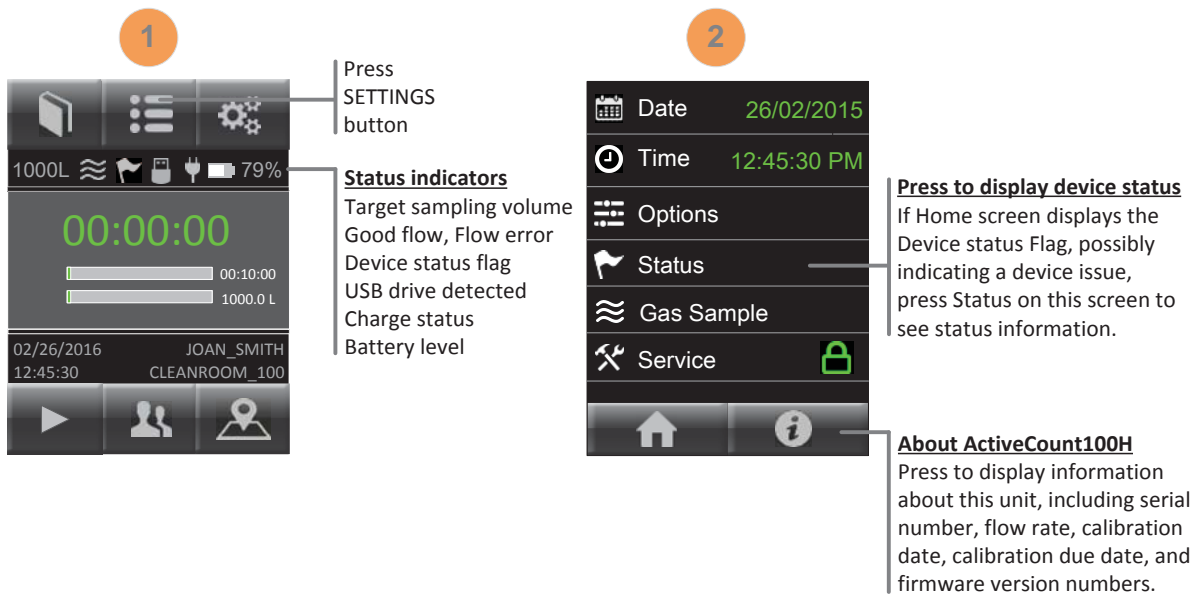 1
Press
SETTINGS
button
1000L 79%
Status indicators
Target sampling volume
Good flow, Flow error
Device status flag
USB drive detected
Charge status
Battery level
00:00:00
00:10:00
1000.0 L
02/26/2016 JOAN_SMITH
12:45:30 CLEANROOM_100
2
Date 26/02/2015
Time 12:45:30 PM
Options
Status
Gas Sample
Service
i
Press to display device status
If Home screen displays the
Device status Flag, possibly
indicating a device issue,
press Status on this screen to
see status information.
About ActiveCount100H
Press to display information
about this unit, including serial
number, flow rate, calibration
date, calibration due date, and
firmware version numbers.